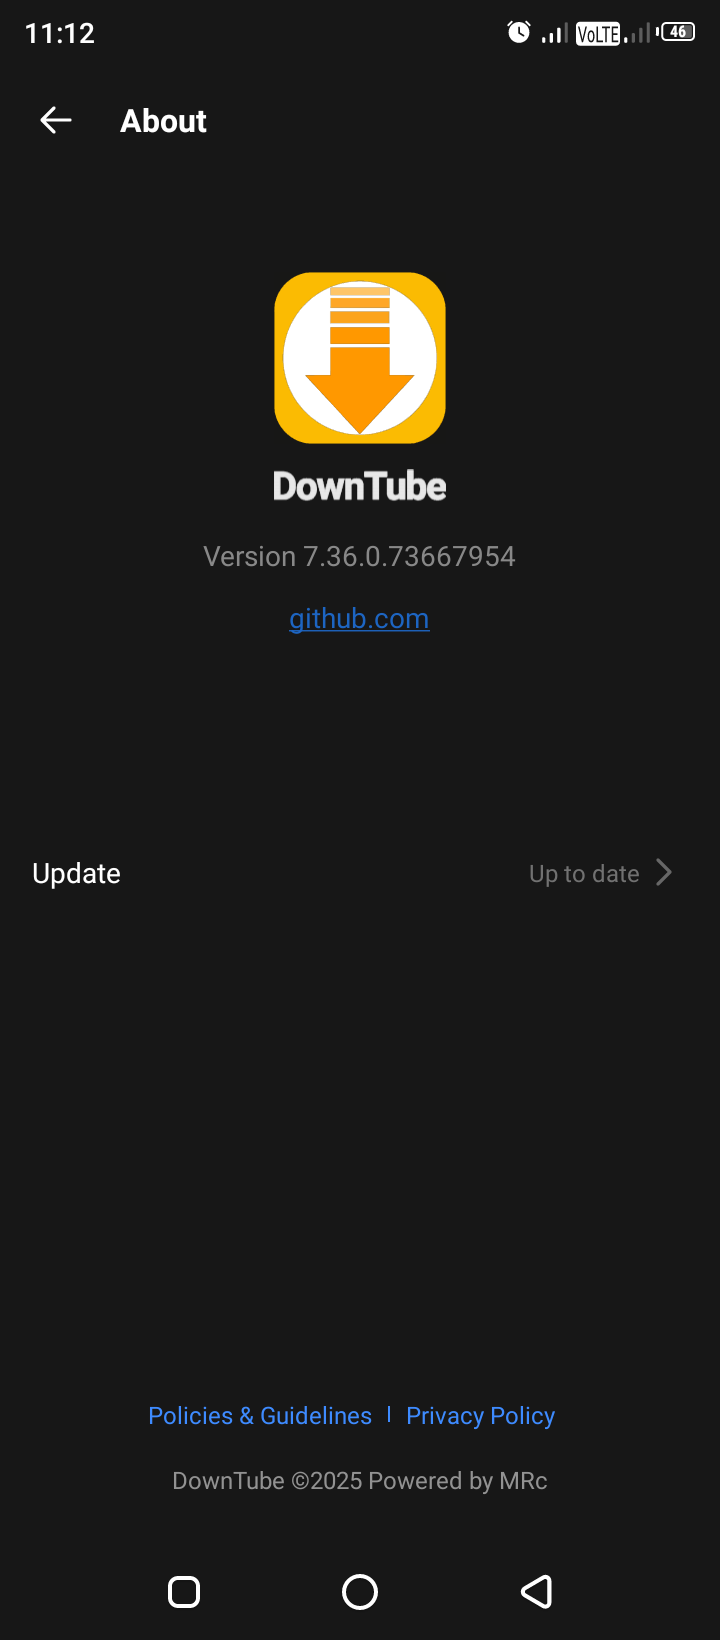 11:12
VoLTE
46
About
DownTube
Version 7.36.0.73667954
github.com
Update
Up to date
Policies & Guidelines | Privacy Policy
DownTube ©2025 Powered by MRc